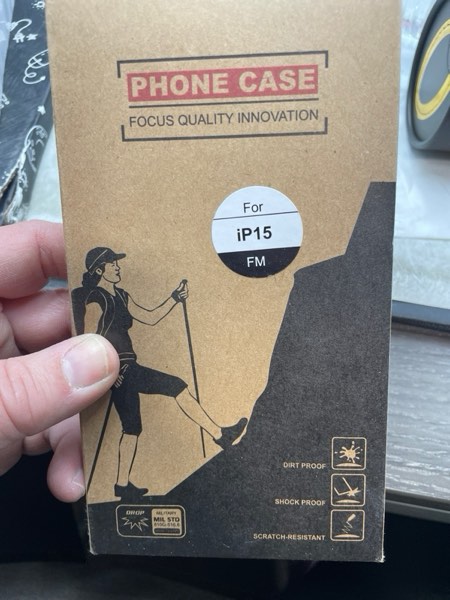 PHONE CASE
FOCUS QUALITY INNOVATION
For
iP15
FM
DIRT PROOF
SHOCK PROOF
SCRATCH-RESISTANT
DROP
MILITARY
MIL STD